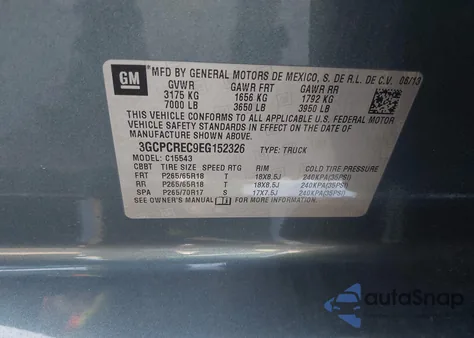 GM
MFD BY GENERAL MOTORS DE MEXICO, S. DE R.L. DE C.V. 08/13
GVWR GAWR FRT GAWR RR
3175 KG 1656 KG 1792 KG
7000 LB 3650 LB 3950 LB
THIS VEHICLE CONFORMS TO ALL APPLICABLE U.S. FEDERAL MOTOR
VEHICLE SAFETY AND THEFT PREVENTION STANDARDS IN
EFFECT ON THE DATE OF MANUFACTURE SHOWN ABOVE.
3GCPCREC9EG152326 TYPE: TRUCK
MODEL: C15543
CBBT TIRE SIZE SPEED RTG RIM COLD TIRE PRESSURE
FRT P265/65R18 T 18X8.5J 240KPA(35PSI)
RR P265/65R18 T 18X8.5J 240KPA(35PSI)
SPA P265/70R17 S 17X7.5J 240KPA(35PSI)
SEE OWNER'S MANUAL FOR MORE INFORMATION
autoSnap